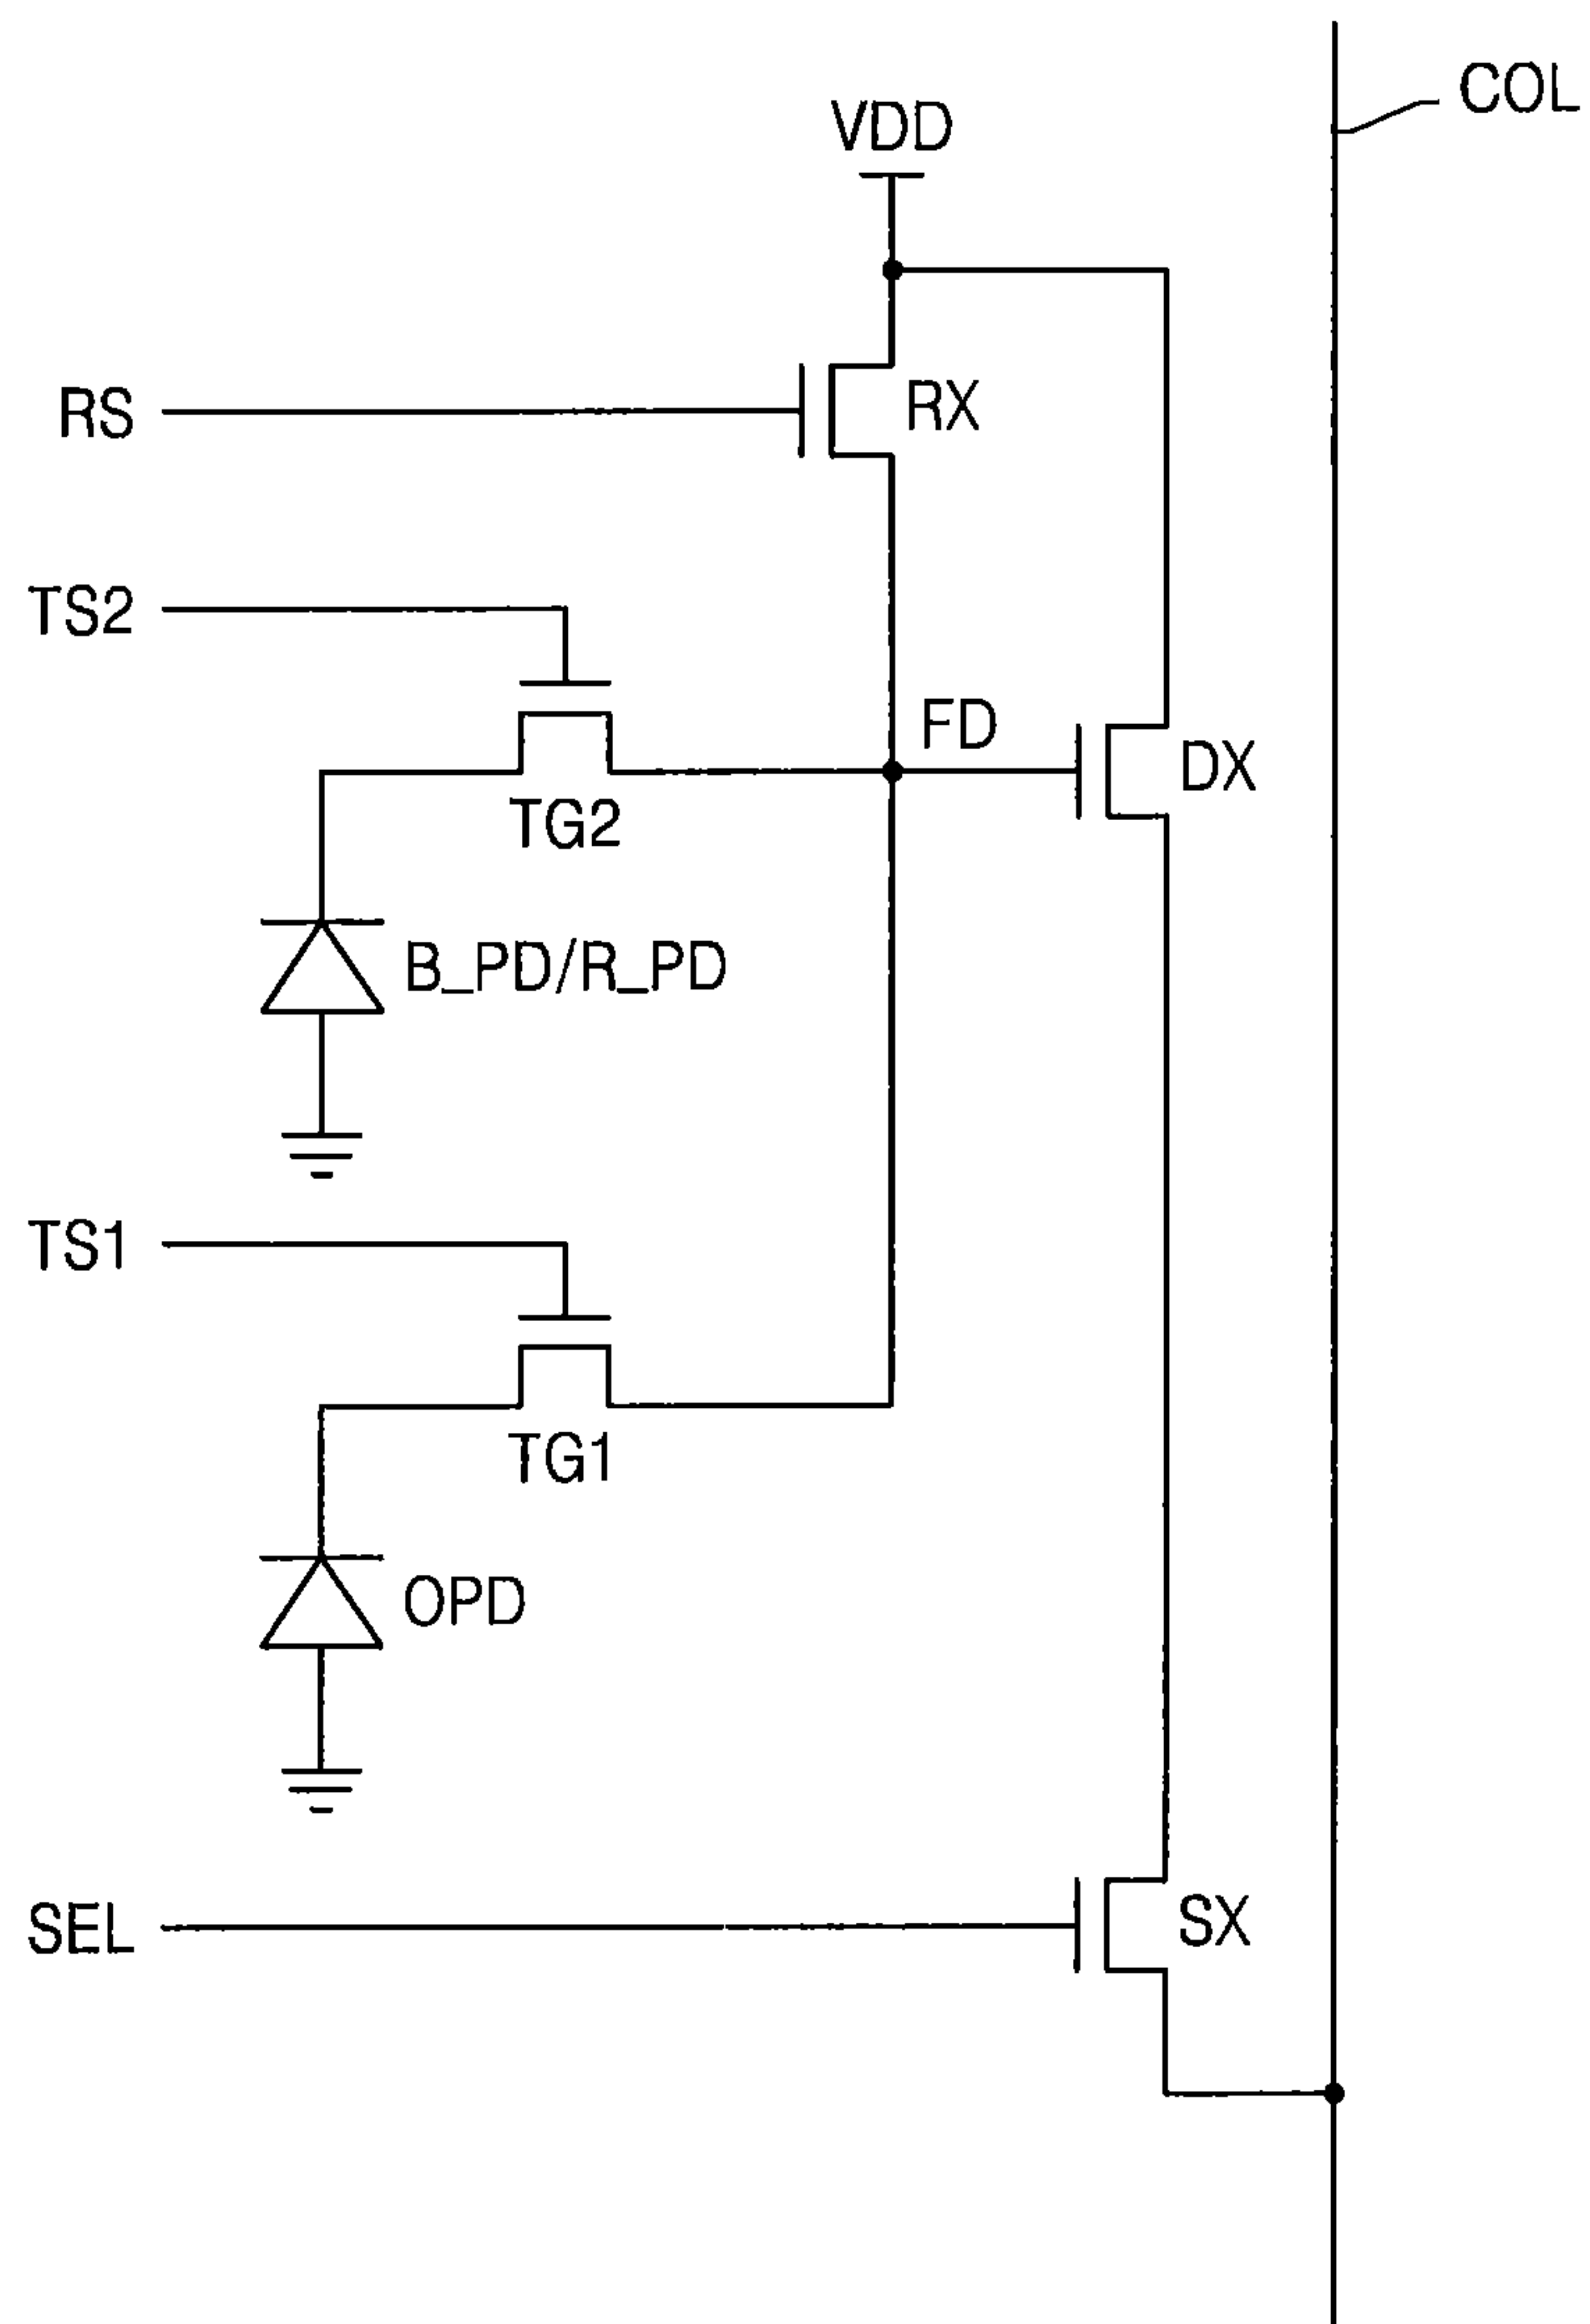 COL
VDD
RS
RX
TS2
FD
DX
TG2
B_PD/R_PD
TS1
TG1
OPD
SEL
SX